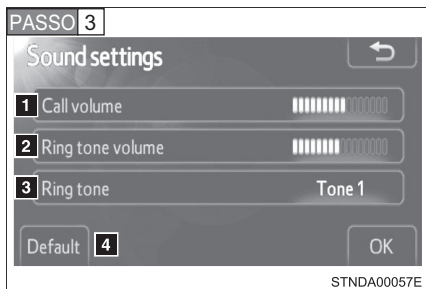 PASSO 3
Sound settings
1 Call volume
2 Ring tone volume
3 Ring tone Tone 1
Default 4 OK
STNDA00057E